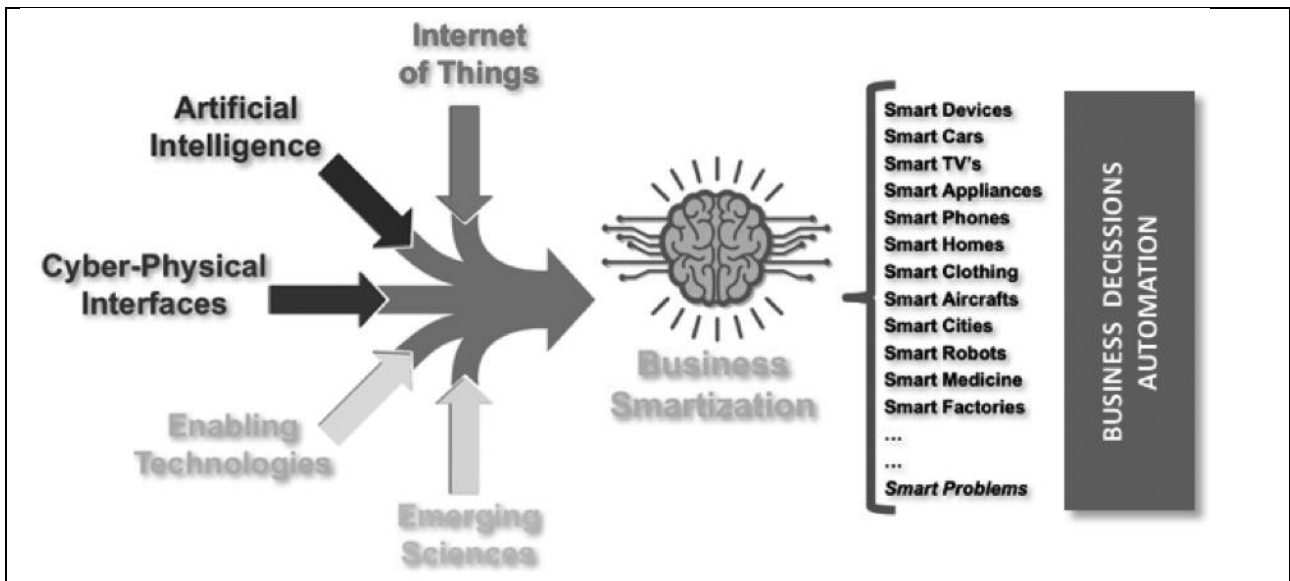 Internet
of Things
Artificial
Intelligence
Cyber-Physical
Interfaces
Enabling
Technologies
Emerging
Sciences
Business
Smartization
Smart Devices
Smart Cars
Smart TV's
Smart Appliances
Smart Phones
Smart Homes
Smart Clothing
Smart Aircrafts
Smart Cities
Smart Robots
Smart Medicine
Smart Factories
...
...
Smart Problems
BUSINESS DECISSIONS
AUTOMATION